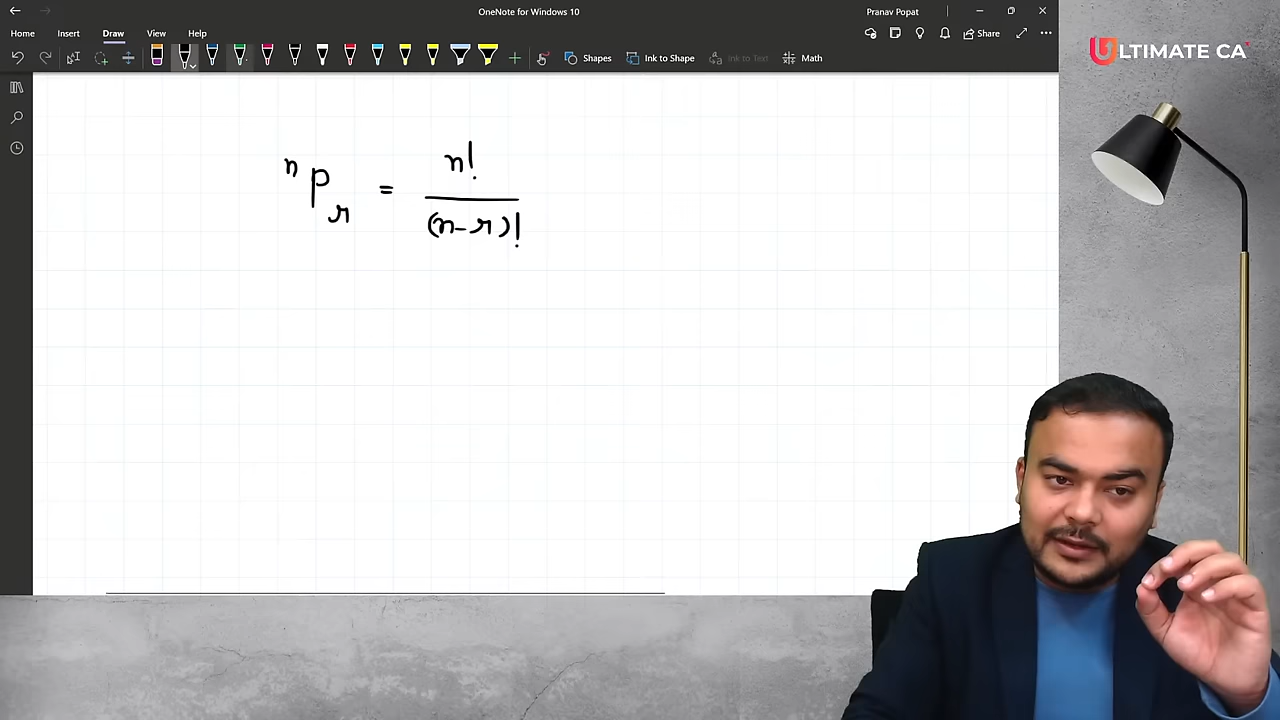 OneNote for Windows 10
Pranav Popat
Home Insert Draw View Help
Share
Shapes Ink to Shape Ink to Text Math
ULTIMATE CA
ⁿPᵣ = n! / (n-r)!